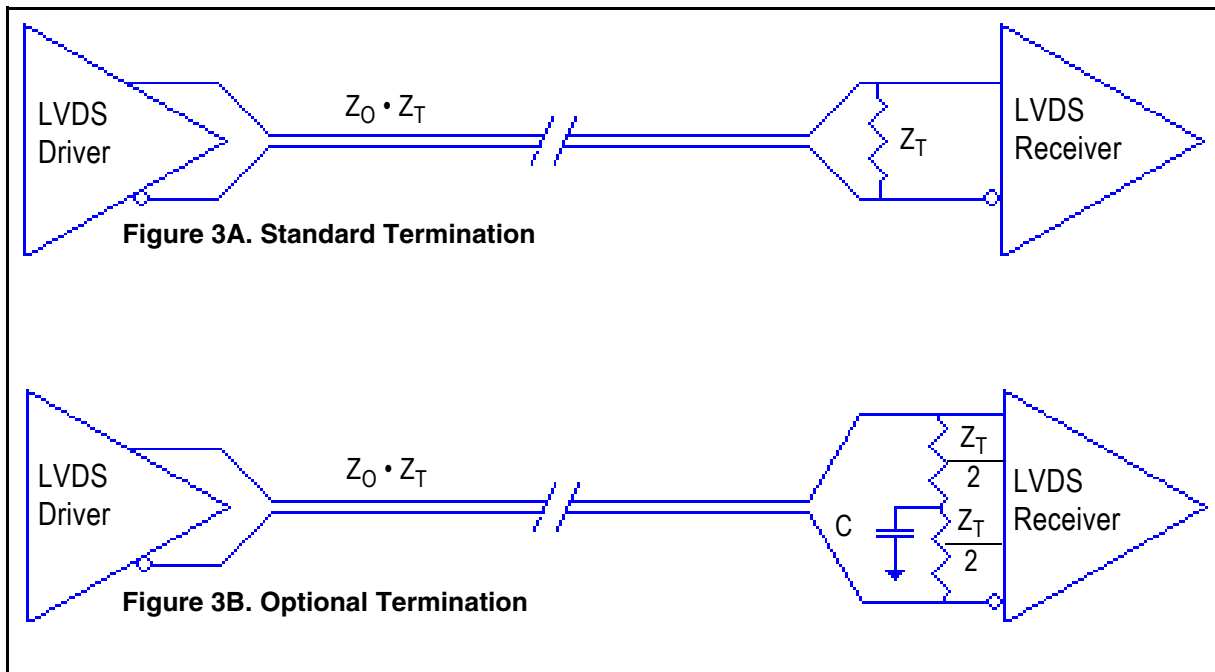 LVDS
Driver
Z_O • Z_T
Z_T
LVDS
Receiver
Figure 3A. Standard Termination
LVDS
Driver
Z_O • Z_T
C
Z_T
2
Z_T
2
LVDS
Receiver
Figure 3B. Optional Termination